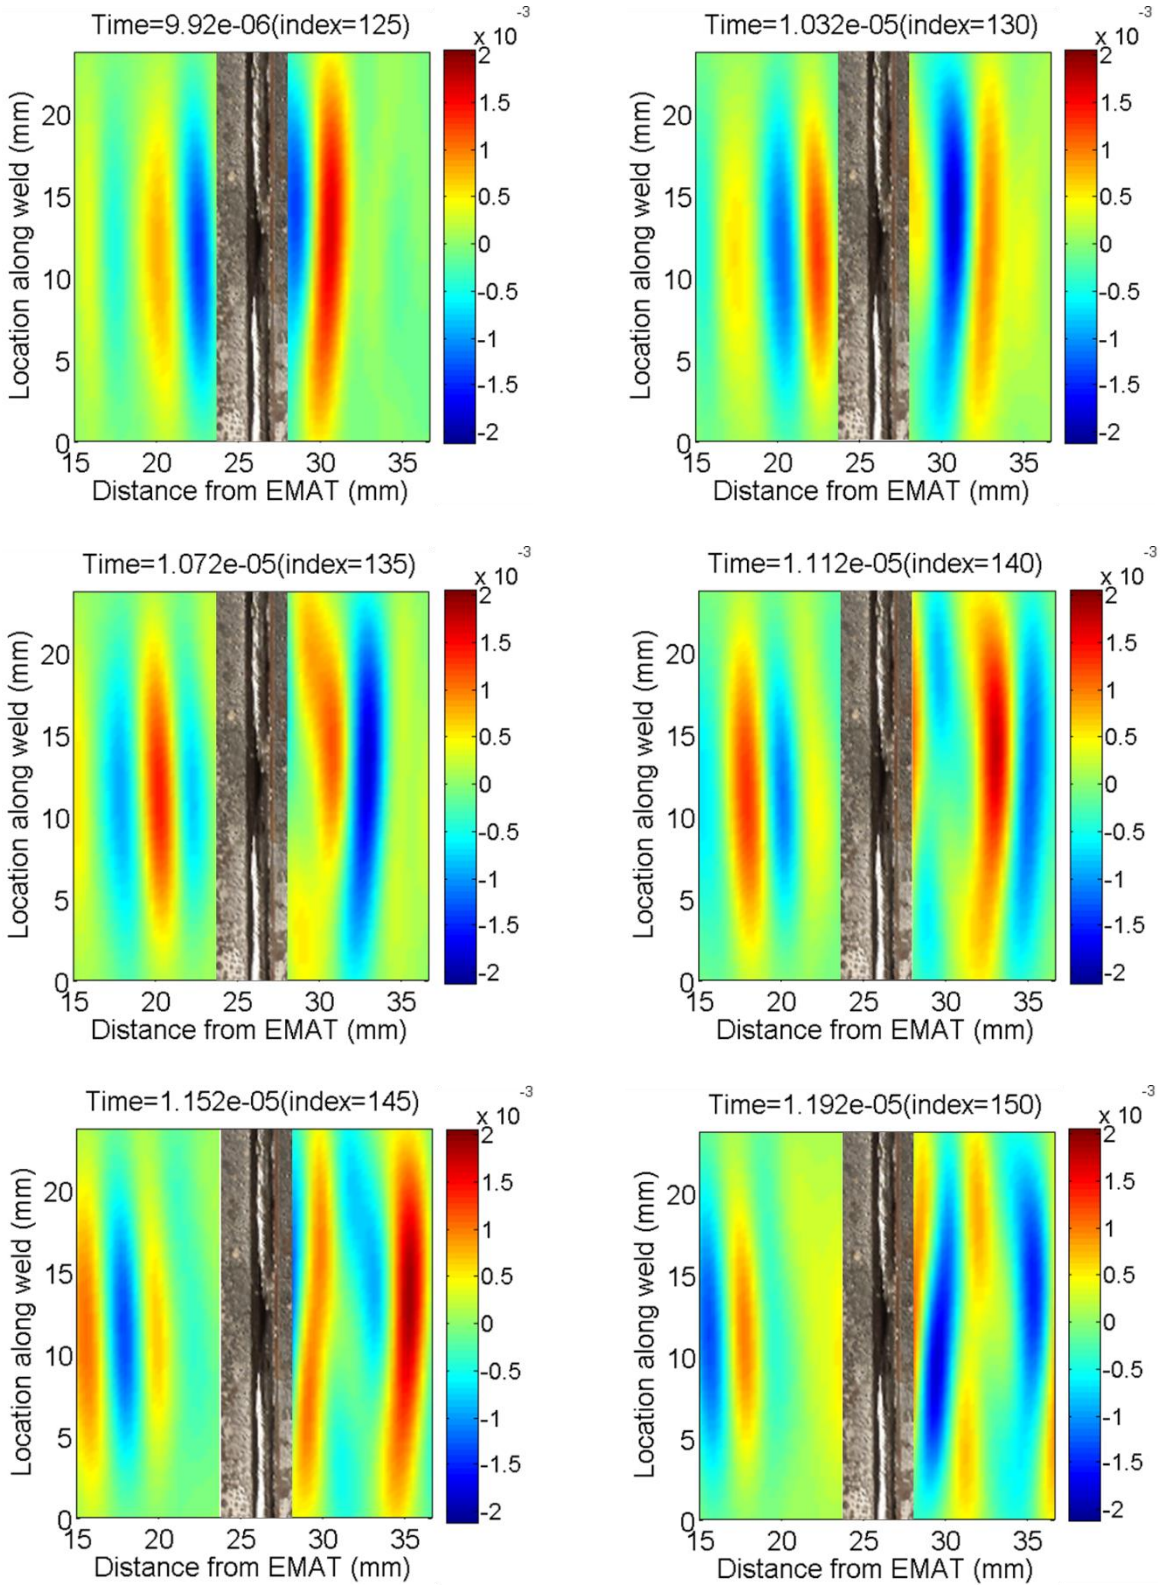 Time=9.92e-06(index=125)
x 10-3
2
1.5
1
0.5
0
-0.5
-1
-1.5
-2
Location along weld (mm)
20
15
10
5
0
15 20 25 30 35
Distance from EMAT (mm)
Time=1.032e-05(index=130)
x 10-3
2
1.5
1
0.5
0
-0.5
-1
-1.5
-2
Location along weld (mm)
20
15
10
5
0
15 20 25 30 35
Distance from EMAT (mm)
Time=1.072e-05(index=135)
x 10-3
2
1.5
1
0.5
0
-0.5
-1
-1.5
-2
Location along weld (mm)
20
15
10
5
0
15 20 25 30 35
Distance from EMAT (mm)
Time=1.112e-05(index=140)
x 10-3
2
1.5
1
0.5
0
-0.5
-1
-1.5
-2
Location along weld (mm)
20
15
10
5
0
15 20 25 30 35
Distance from EMAT (mm)
Time=1.152e-05(index=145)
x 10-3
2
1.5
1
0.5
0
-0.5
-1
-1.5
-2
Location along weld (mm)
20
15
10
5
0
15 20 25 30 35
Distance from EMAT (mm)
Time=1.192e-05(index=150)
x 10-3
2
1.5
1
0.5
0
-0.5
-1
-1.5
-2
Location along weld (mm)
20
15
10
5
0
15 20 25 30 35
Distance from EMAT (mm)